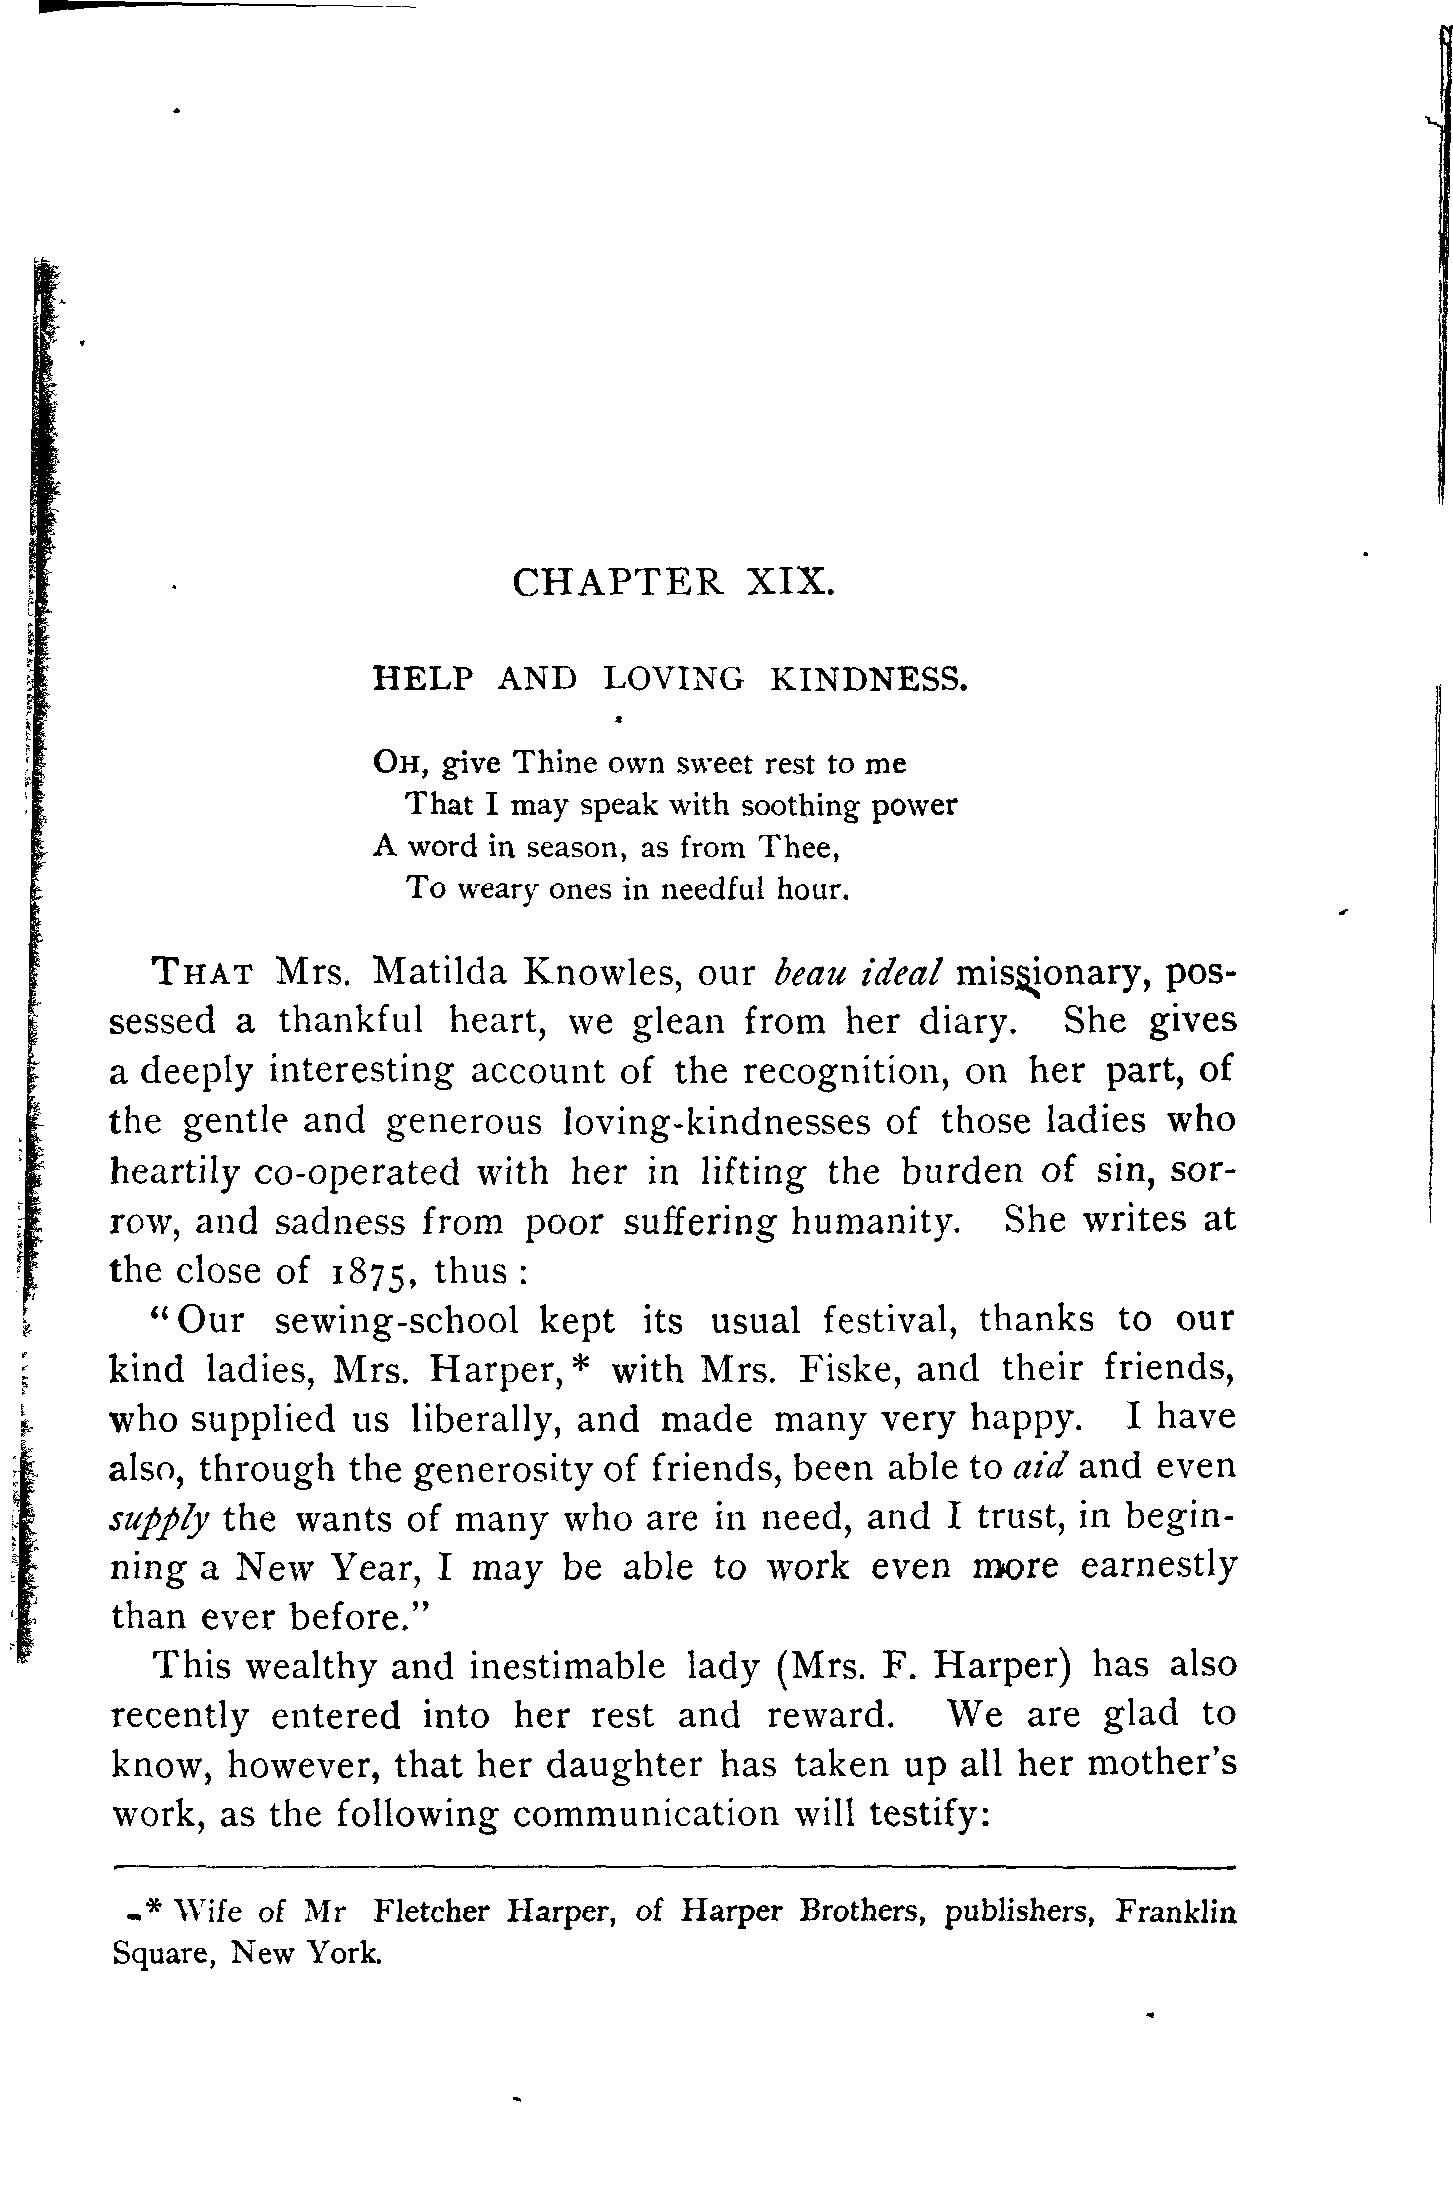 CHAPTER XIX.
HELP AND LOVING KINDNESS.
OH, give Thine own sweet rest to me
That I may speak with soothing power
A word in season, as from Thee,
To weary ones in needful hour.
THAT Mrs. Matilda Knowles, our beau ideal missionary, pos-
sessed a thankful heart, we glean from her diary. She gives
a deeply interesting account of the recognition, on her part, of
the gentle and generous loving-kindnesses of those ladies who
heartily co-operated with her in lifting the burden of sin, sor-
row, and sadness from poor suffering humanity. She writes at
the close of 1875, thus :
"Our sewing-school kept its usual festival, thanks to our
kind ladies, Mrs. Harper,* with Mrs. Fiske, and their friends,
who supplied us liberally, and made many very happy. I have
also, through the generosity of friends, been able to aid and even
supply the wants of many who are in need, and I trust, in begin-
ning a New Year, I may be able to work even more earnestly
than ever before."
This wealthy and inestimable lady (Mrs. F. Harper) has also
recently entered into her rest and reward. We are glad to
know, however, that her daughter has taken up all her mother's
work, as the following communication will testify:
* Wife of Mr Fletcher Harper, of Harper Brothers, publishers, Franklin
Square, New York.